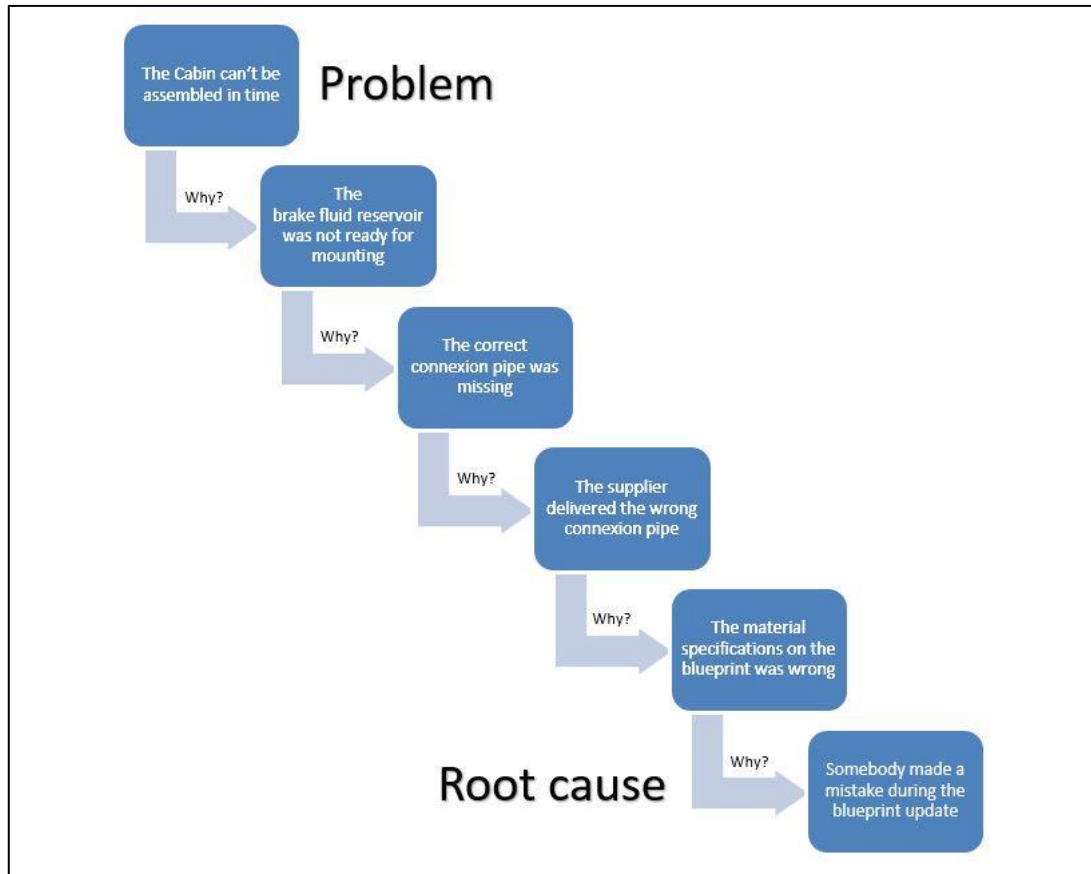 The Cabin can't be
assembled in time
Problem
Why?
The
brake fluid reservoir
was not ready for
mounting
Why?
The correct
connexion pipe was
missing
Why?
The supplier
delivered the wrong
connexion pipe
Why?
The material
specifications on the
blueprint was wrong
Why?
Root cause
Somebody made a
mistake during the
blueprint update